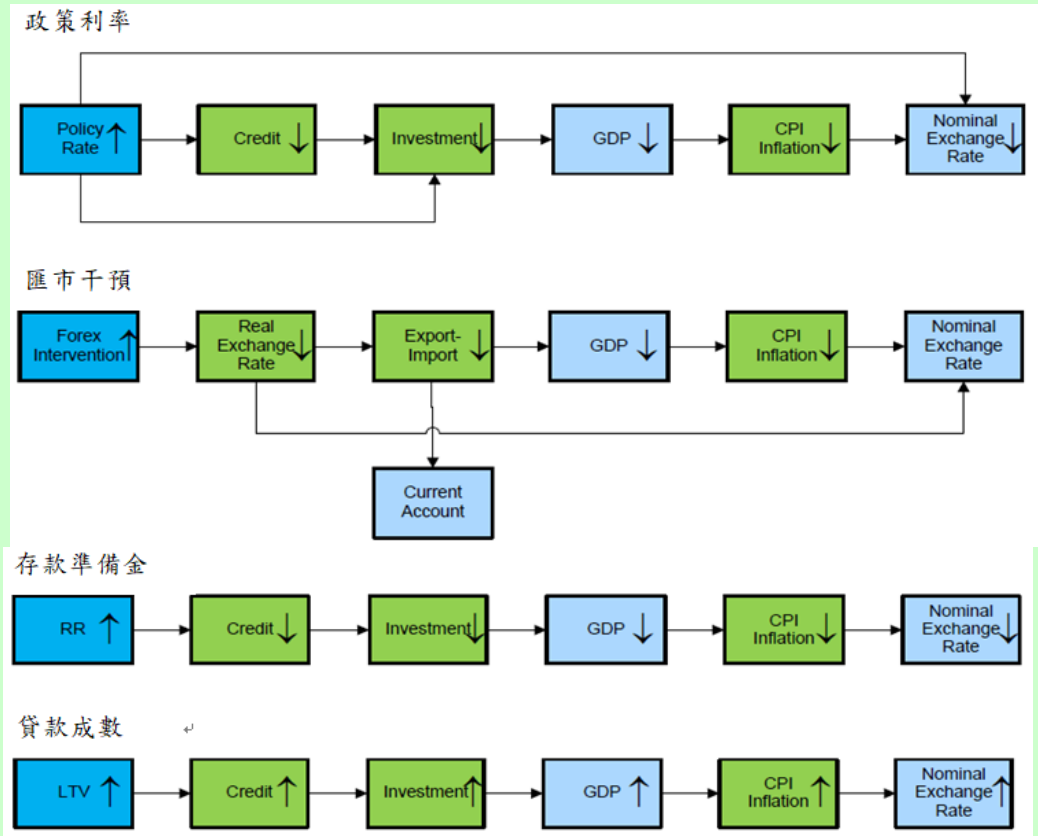 政策利率
Policy
Rate ↑
Credit ↓
Investment ↓
GDP ↓
CPI
Inflation ↓
Nominal
Exchange
Rate ↓
匯市干預
Forex
Intervention ↑
Real
Exchange
Rate ↓
Export-
Import ↓
GDP ↓
CPI
Inflation ↓
Nominal
Exchange
Rate
Current
Account
存款準備金
RR ↑
Credit ↓
Investment ↓
GDP ↓
CPI
Inflation ↓
Nominal
Exchange
Rate ↓
貸款成數 ↵
LTV ↑
Credit ↑
Investment ↑
GDP ↑
CPI
Inflation ↑
Nominal
Exchange
Rate ↑